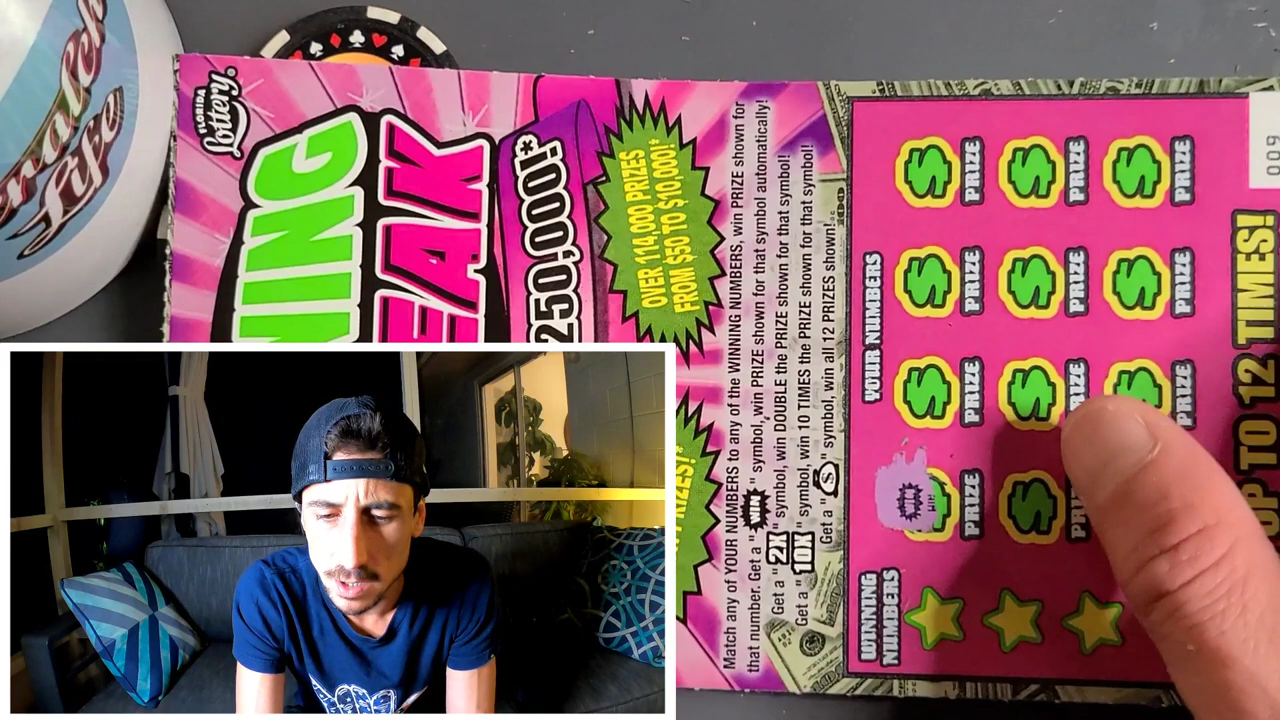 Scratch
Life
FLORIDA
Lottery®
250,000!*
OVER 114,000 PRIZES
FROM $50 TO $10,000!*
PRIZES!*
Match any of YOUR NUMBERS to any of the WINNING NUMBERS, win PRIZE shown for
that number. Get a "WIN" symbol, win PRIZE shown for that symbol automatically!
Get a "2X" symbol, win DOUBLE the PRIZE shown for that symbol!
Get a "10X" symbol, win 10 TIMES the PRIZE shown for that symbol!
Get a "S" symbol, win all 12 PRIZES shown!
WINNING
NUMBERS
YOUR NUMBERS
WIN
$ $ $ $
PRIZE PRIZE PRIZE PRIZE
$ $ $ $
PRIZE PRIZE PRIZE
$ $ $
PRIZE PRIZE PRIZE
UP TO 12 TIMES!
009